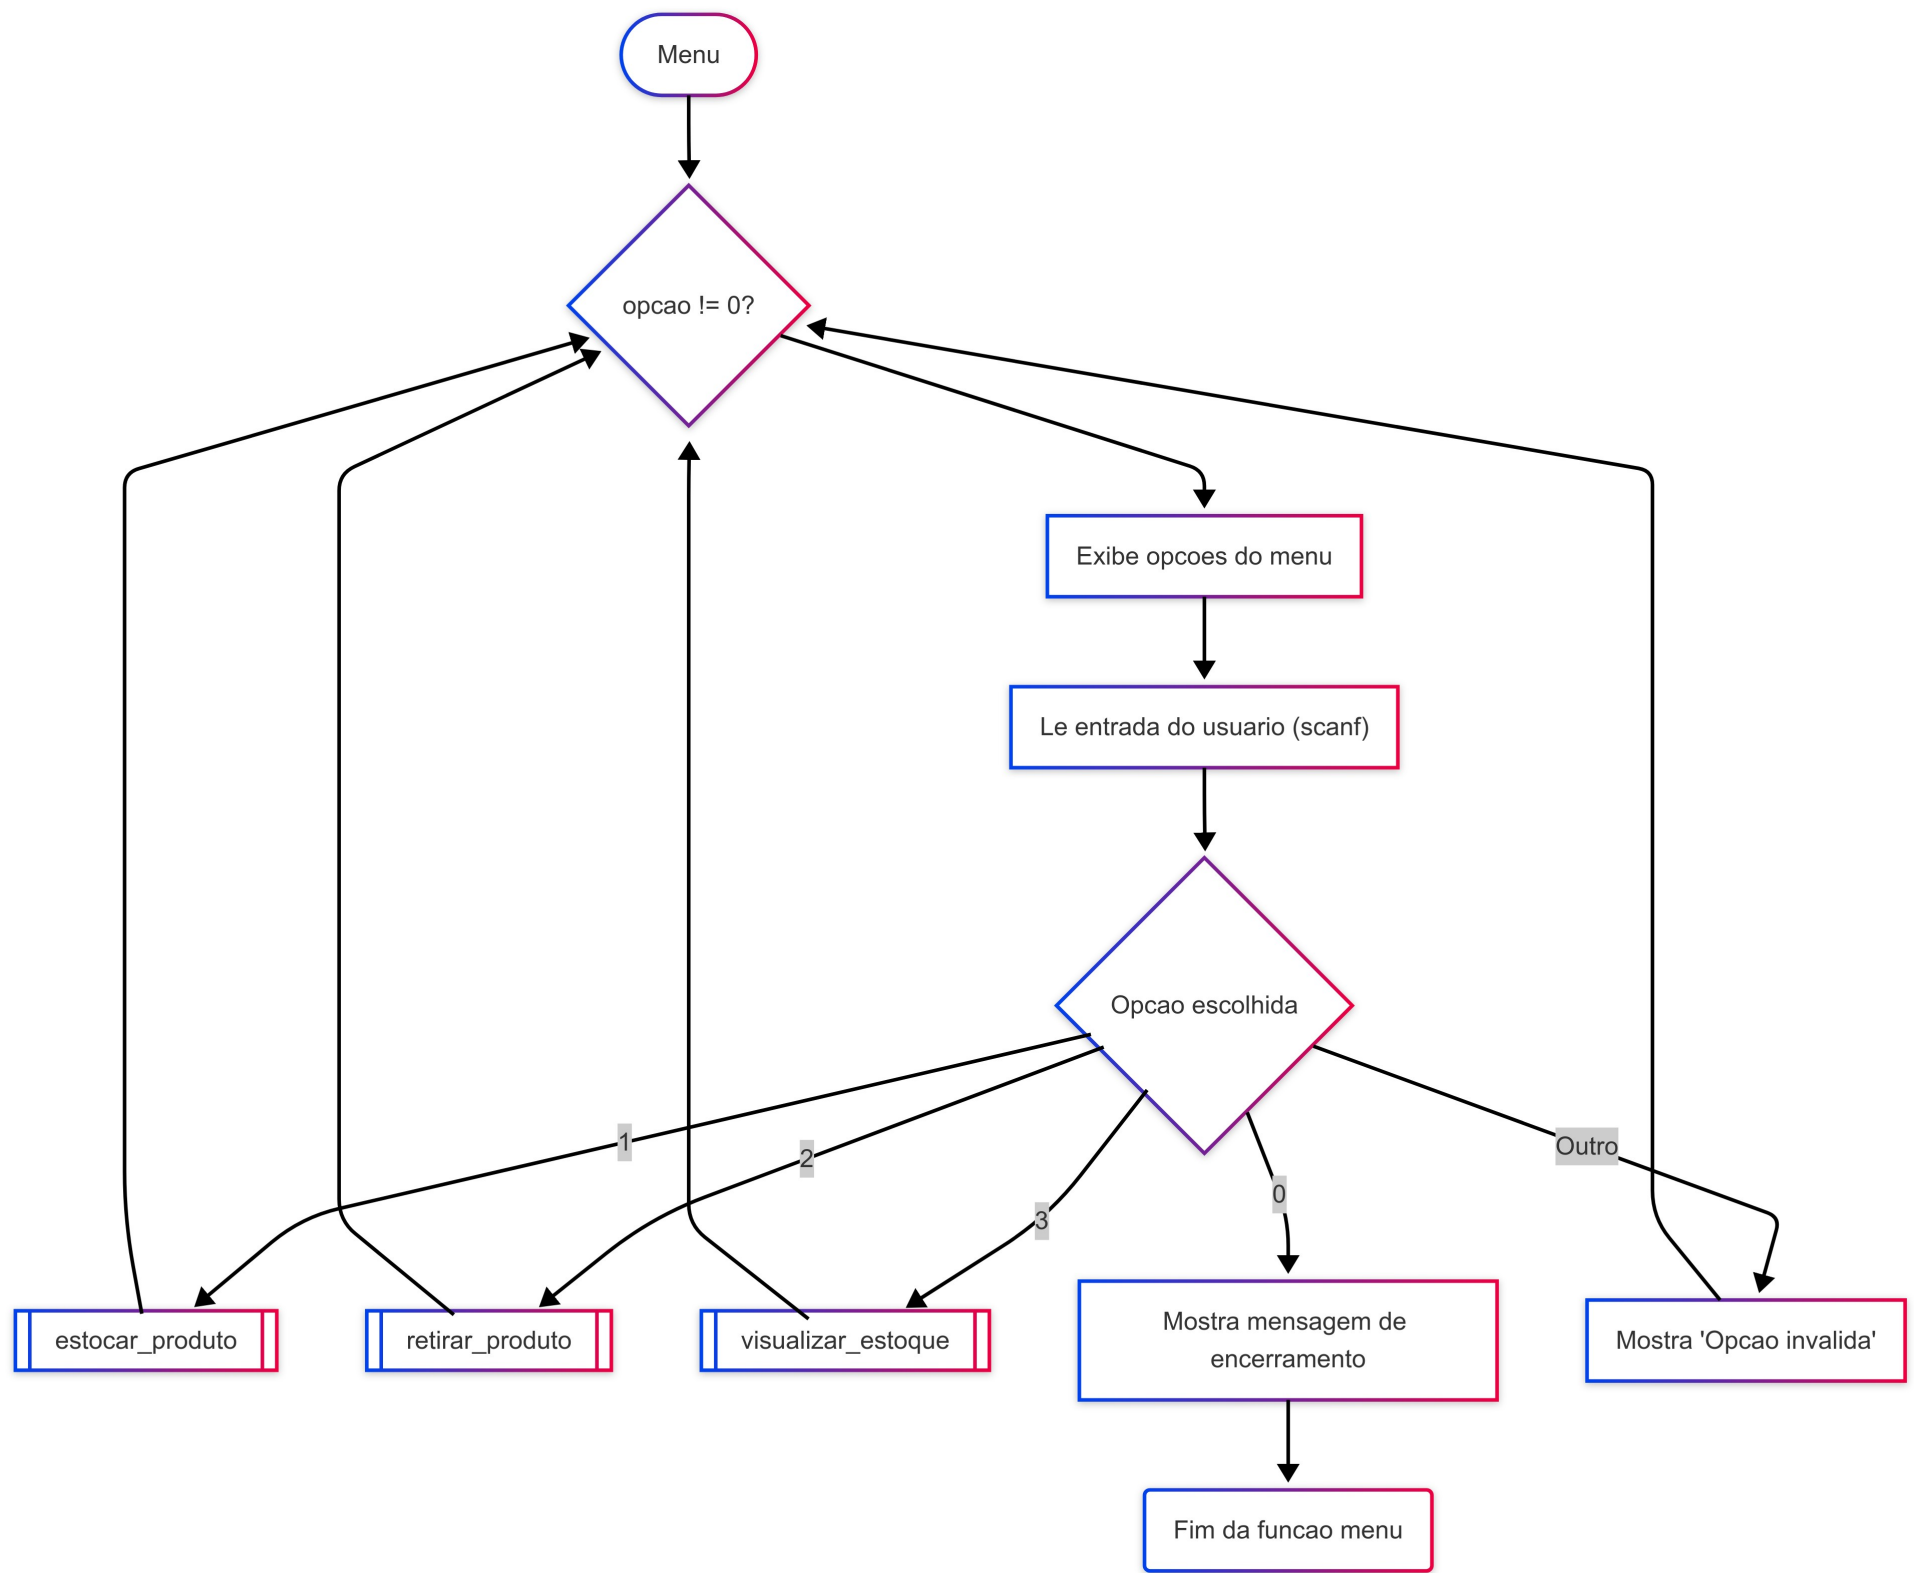 Menu
opcao != 0?
Exibe opcoes do menu
Le entrada do usuario (scanf)
Opcao escolhida
1
2
3
0
Outro
estocar_produto
retirar_produto
visualizar_estoque
Mostra mensagem de
encerramento
Mostra 'Opcao invalida'
Fim da funcao menu